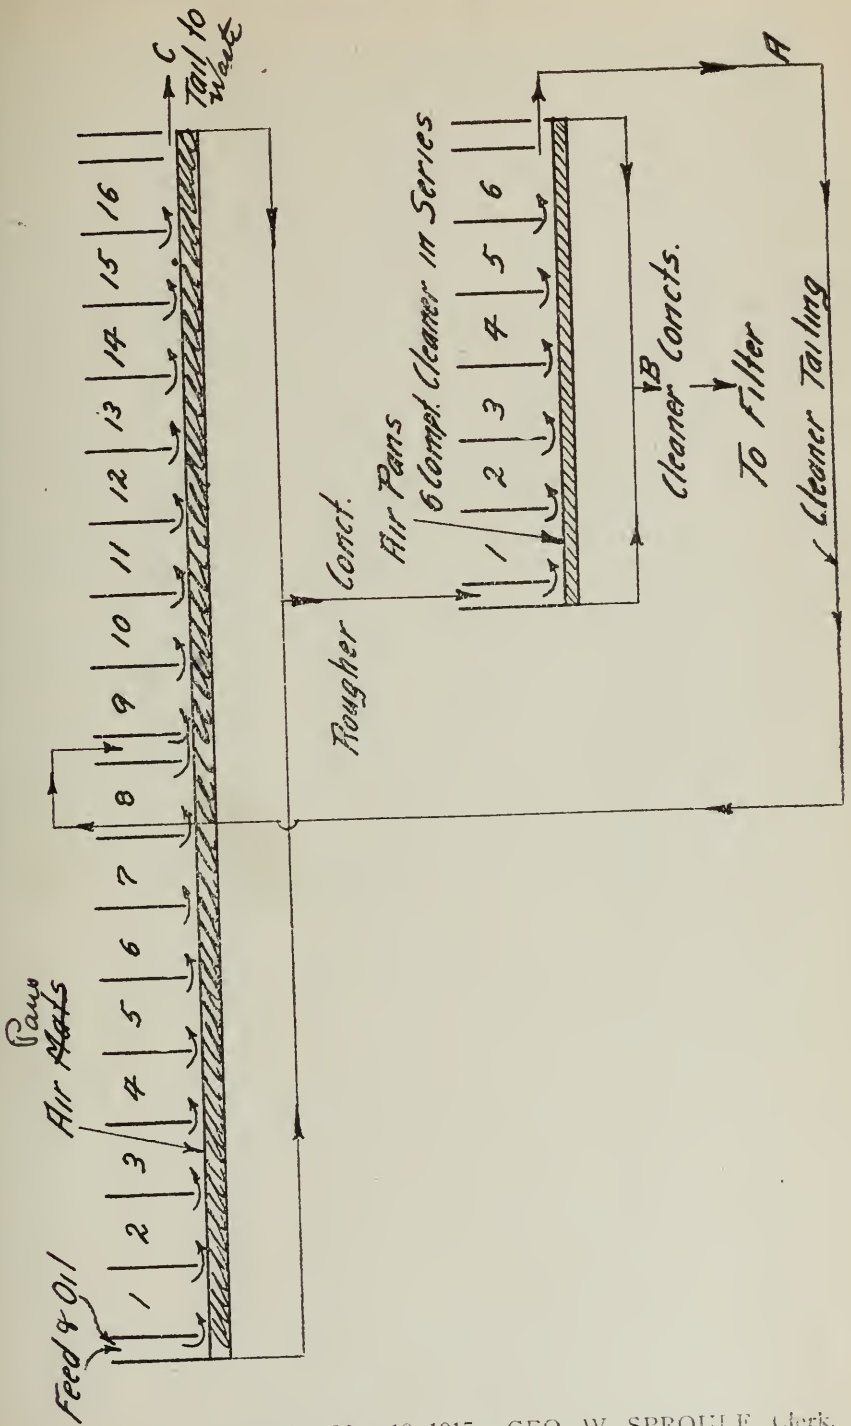 Feed & Oil
Pans
Air Mats
1 2 3 4 5 6 7 8 9 10 11 12 13 14 15 16
C
Tail to
Waste
Rougher Conct.
Air Pans
6 Compt. Cleaner in Series
1 2 3 4 5 6
B
Cleaner Concts.
To Filter
A
Cleaner Tailing
1917. GEO. W. SPROULE, Clerk.